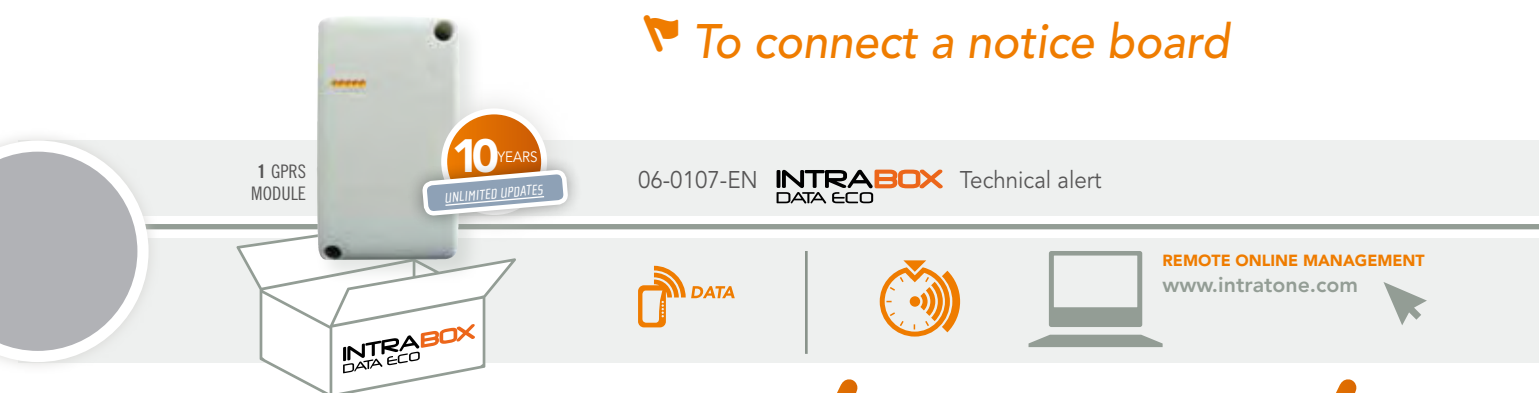 To connect a notice board
1 GPRS
MODULE
10 YEARS
UNLIMITED UPDATES
06-0107-EN INTRABOX Technical alert
DATA ECO
DATA
REMOTE ONLINE MANAGEMENT
www.intratone.com
INTRABOX
DATA ECO